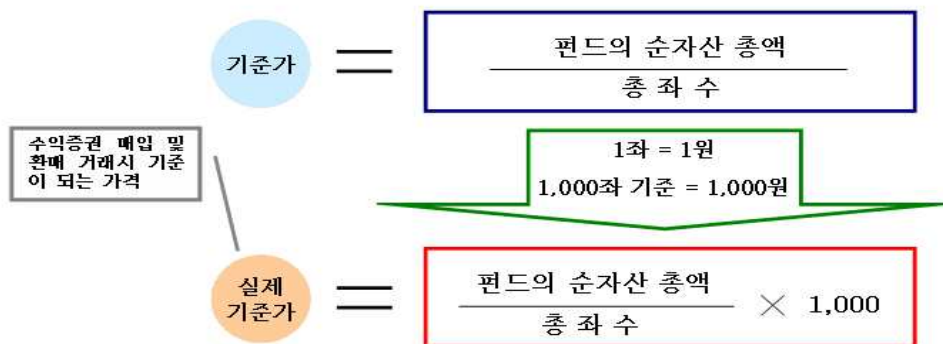 기준가
펀드의 순자산 총액
총 좌 수
수익증권 매입 및
환매 거래시 기준
이 되는 가격
1좌 = 1원
1,000좌 기준 = 1,000원
실제
기준가
펀드의 순자산 총액
총 좌 수
× 1,000